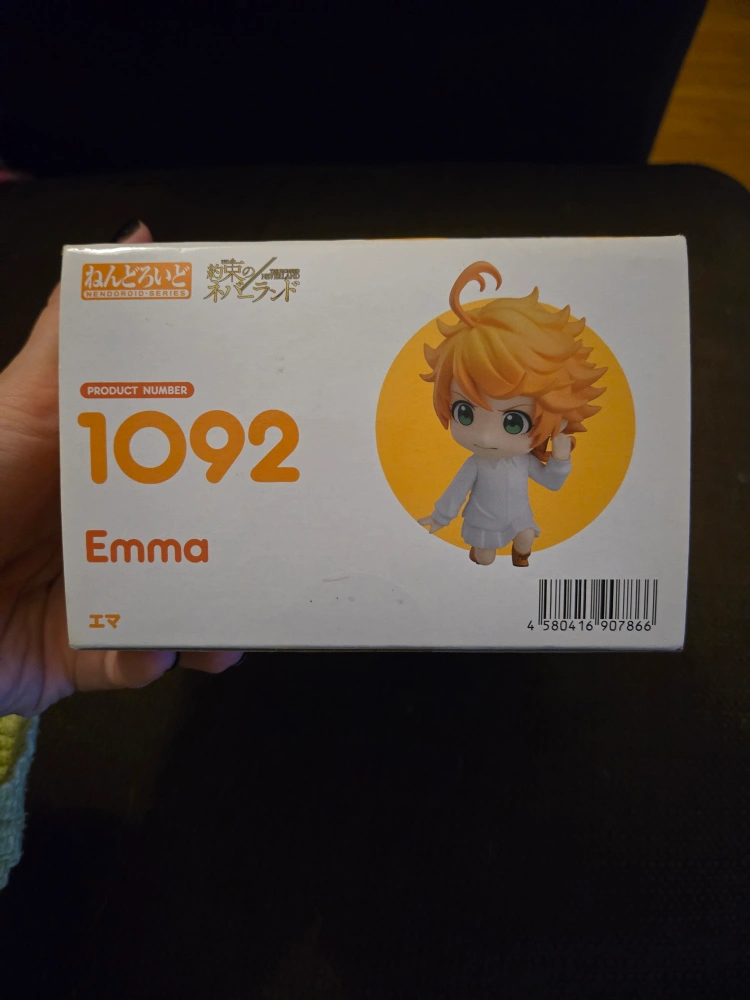 ねんどろいど
NENDOROID-SERIES
約束の
ネバーランド
PRODUCT NUMBER
1092
Emma
エマ
4 580416 907866